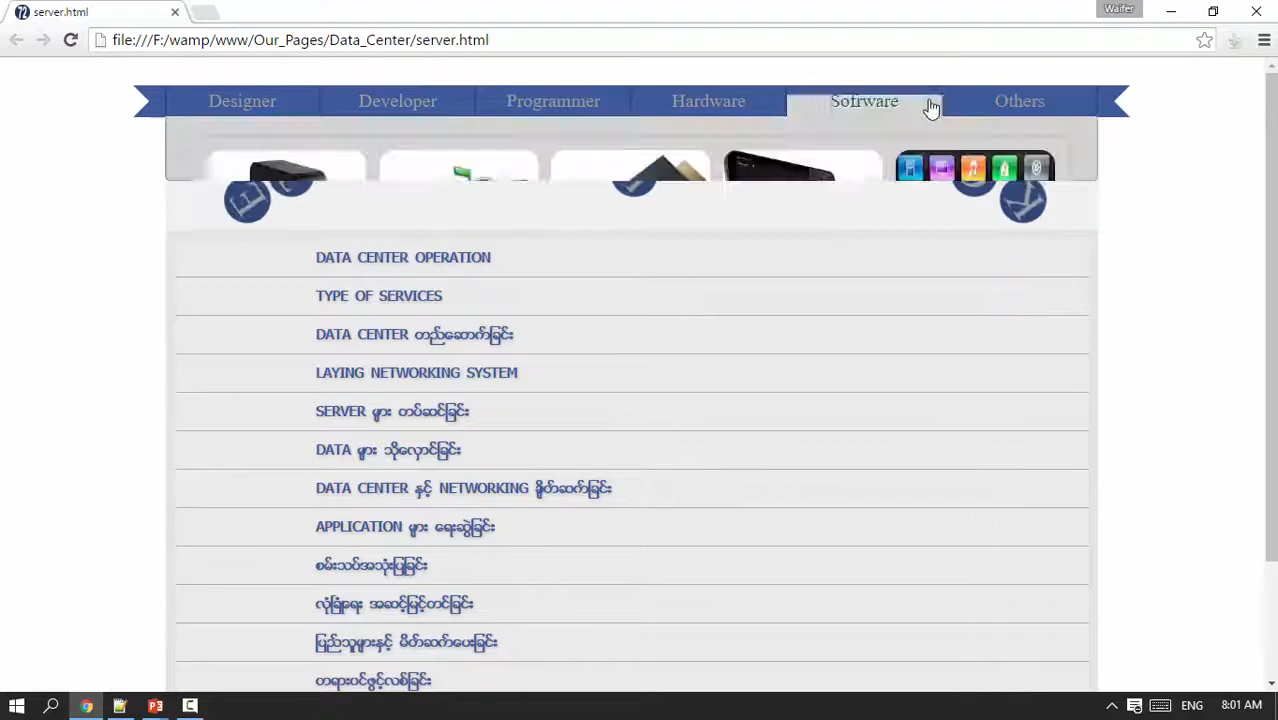 server.html
Waifer
file:///F:/wamp/www/Our_Pages/Data_Center/server.html
Designer Developer Programmer Hardware Sofrware Others
DATA CENTER OPERATION
TYPE OF SERVICES
DATA CENTER တည်ဆောက်ခြင်း
LAYING NETWORKING SYSTEM
SERVER များ တပ်ဆင်ခြင်း
DATA များ သိုလှောင်ခြင်း
DATA CENTER နှင့် NETWORKING ချိတ်ဆက်ခြင်း
APPLICATION များ ရေးဆွဲခြင်း
စမ်းသပ်အသုံးပြုခြင်း
လုံခြုံရေး အဆင့်မြှင့်တင်ခြင်း
ပြည်သူများနှင့် မိတ်ဆက်ပေးခြင်း
တရားဝင်ဖွင့်လစ်ခြင်း
ENG 8:01 AM